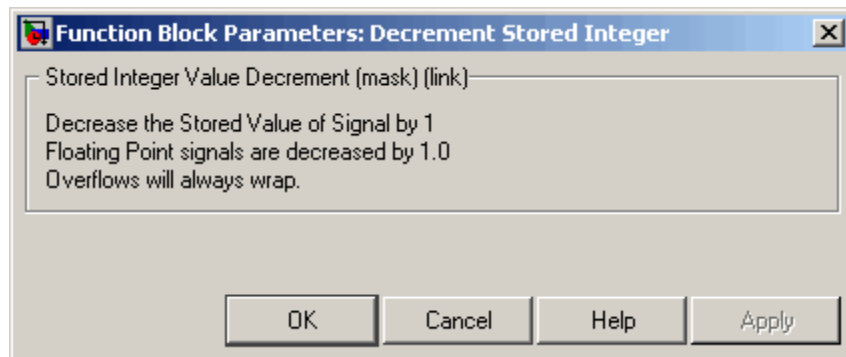 Function Block Parameters: Decrement Stored Integer
Stored Integer Value Decrement (mask) (link)
Decrease the Stored Value of Signal by 1
Floating Point signals are decreased by 1.0
Overflows will always wrap.
OK Cancel Help Apply